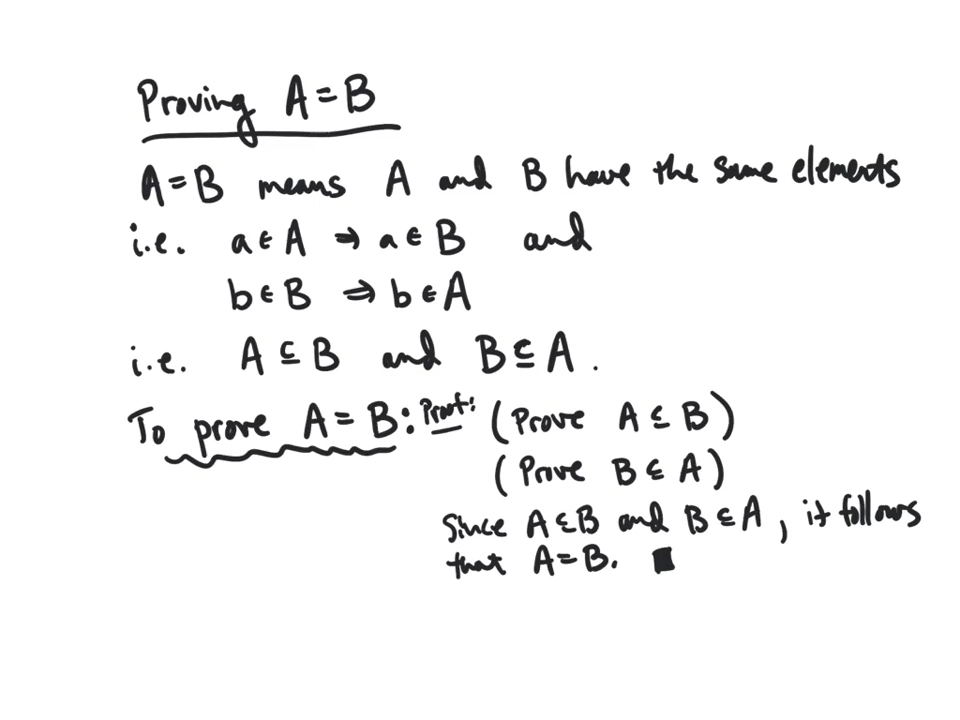 Proving A = B
A = B means A and B have the same elements
i.e. a ∈ A ⇒ a ∈ B and
b ∈ B ⇒ b ∈ A
i.e. A ⊆ B and B ⊆ A.
To prove A = B: Proof: (Prove A ⊆ B)
(Prove B ⊆ A)
Since A ⊆ B and B ⊆ A, it follows
that A = B. ■